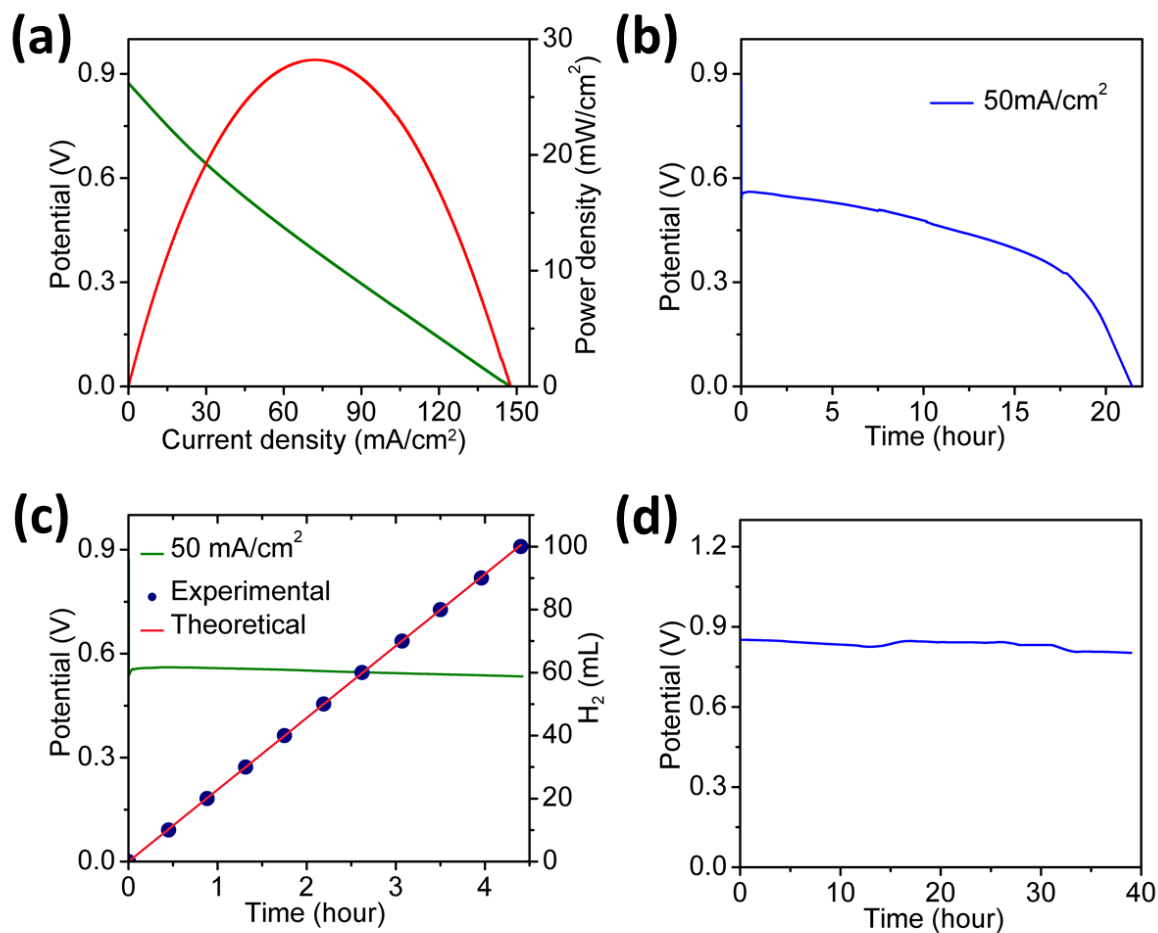 (a)
0.9
0.6
0.3
0.0
Potential (V)
30
20
10
0
Power density (mW/cm²)
0 30 60 90 120 150
Current density (mA/cm²)
(b)
50mA/cm²
0.9
0.6
0.3
0.0
Potential (V)
0 5 10 15 20
Time (hour)
(c)
50 mA/cm²
Experimental
Theoretical
0.9
0.6
0.3
0.0
Potential (V)
100
80
60
40
20
0
H₂ (mL)
0 1 2 3 4
Time (hour)
(d)
1.2
0.9
0.6
0.3
0.0
Potential (V)
0 10 20 30 40
Time (hour)